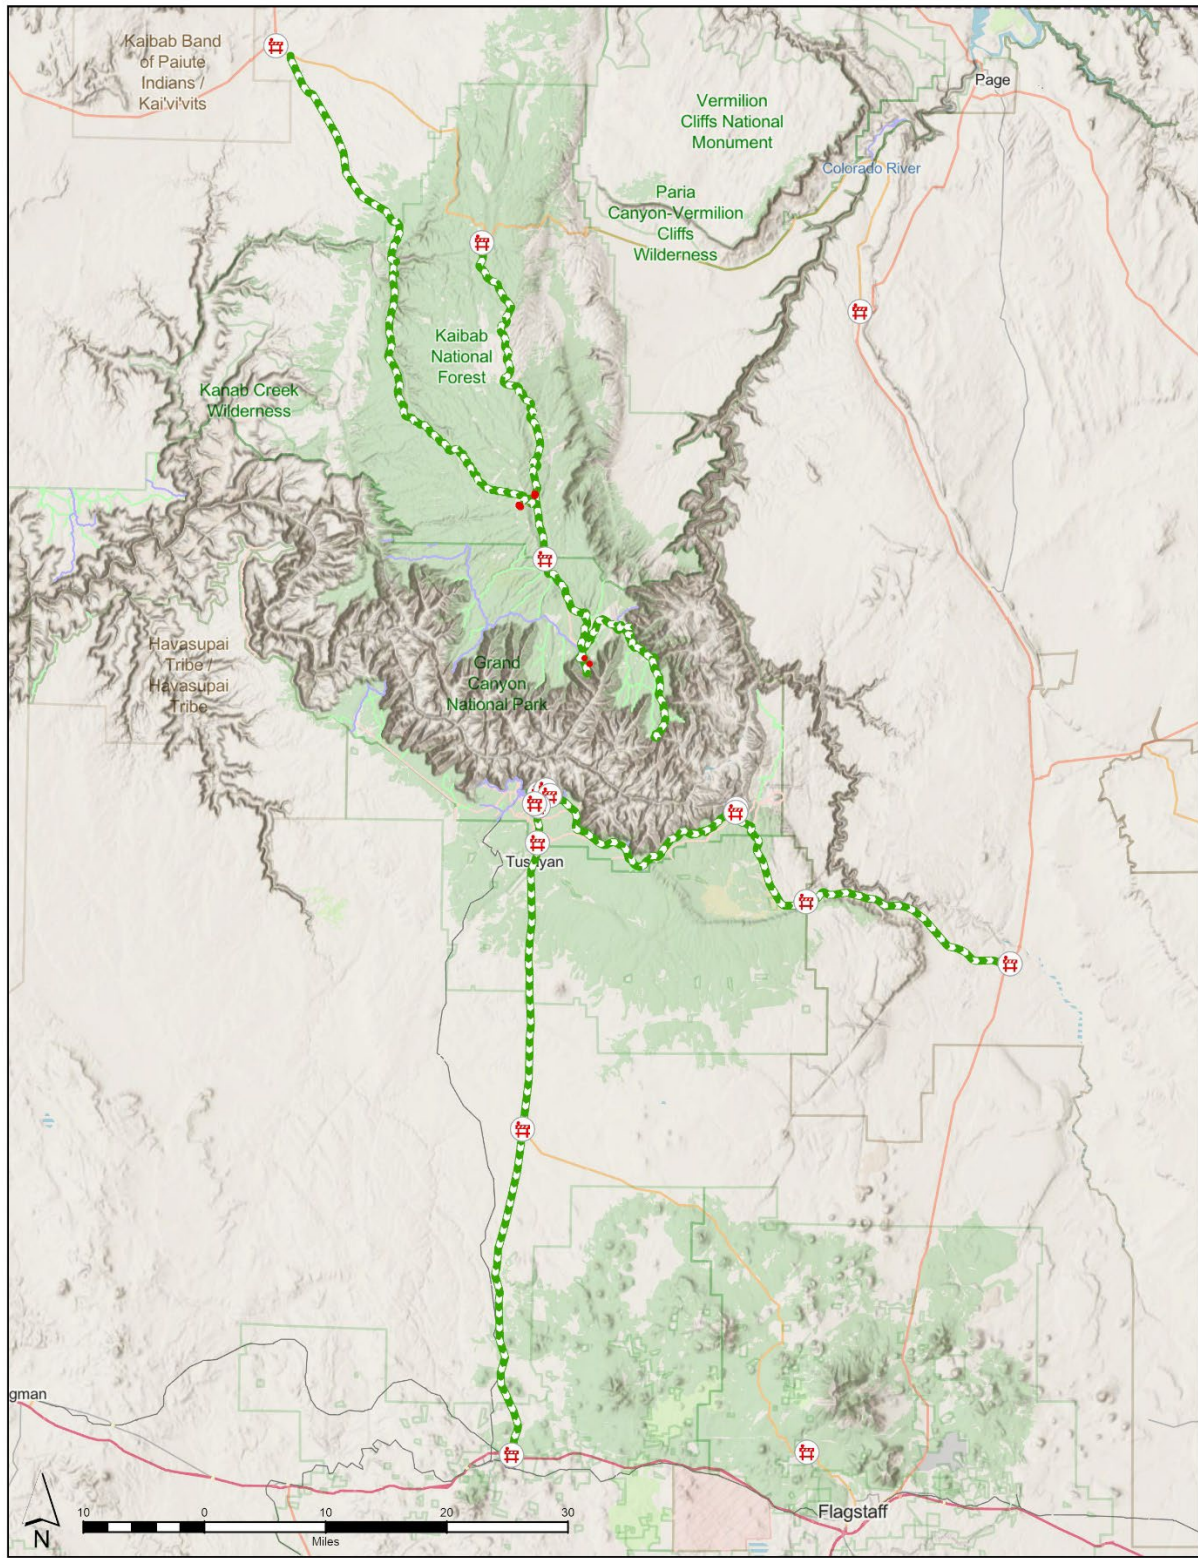 Kaibab Band
of Paiute
Indians /
Kai'vi'vits
Page
Vermilion
Cliffs National
Monument
Colorado River
Paria
Canyon-Vermilion
Cliffs
Wilderness
Kaibab
National
Forest
Kanab Creek
Wilderness
Havasupai
Tribe /
Havasupai
Tribe
Grand
Canyon
National Park
Tusayan
gman
Flagstaff
N
10 0 10 20 30
Miles